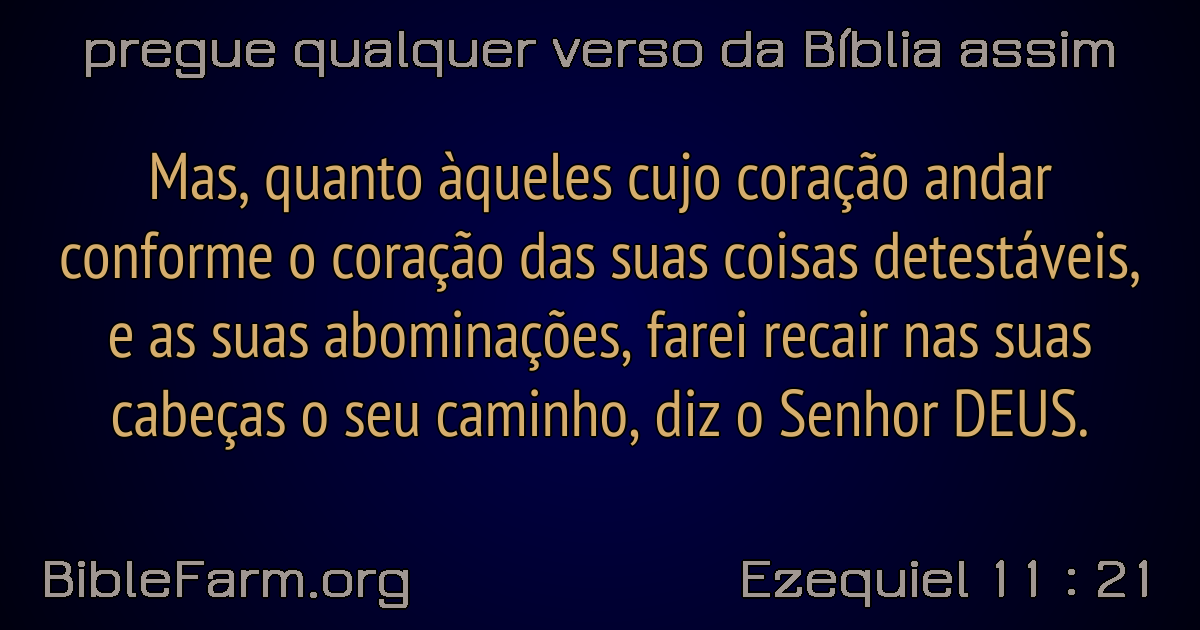 pregue qualquer verso da Bíblia assim
Mas, quanto àqueles cujo coração andar
conforme o coração das suas coisas detestáveis,
e as suas abominações, farei recair nas suas
cabeças o seu caminho, diz o Senhor DEUS.
BibleFarm.org
Ezequiel 11 : 21